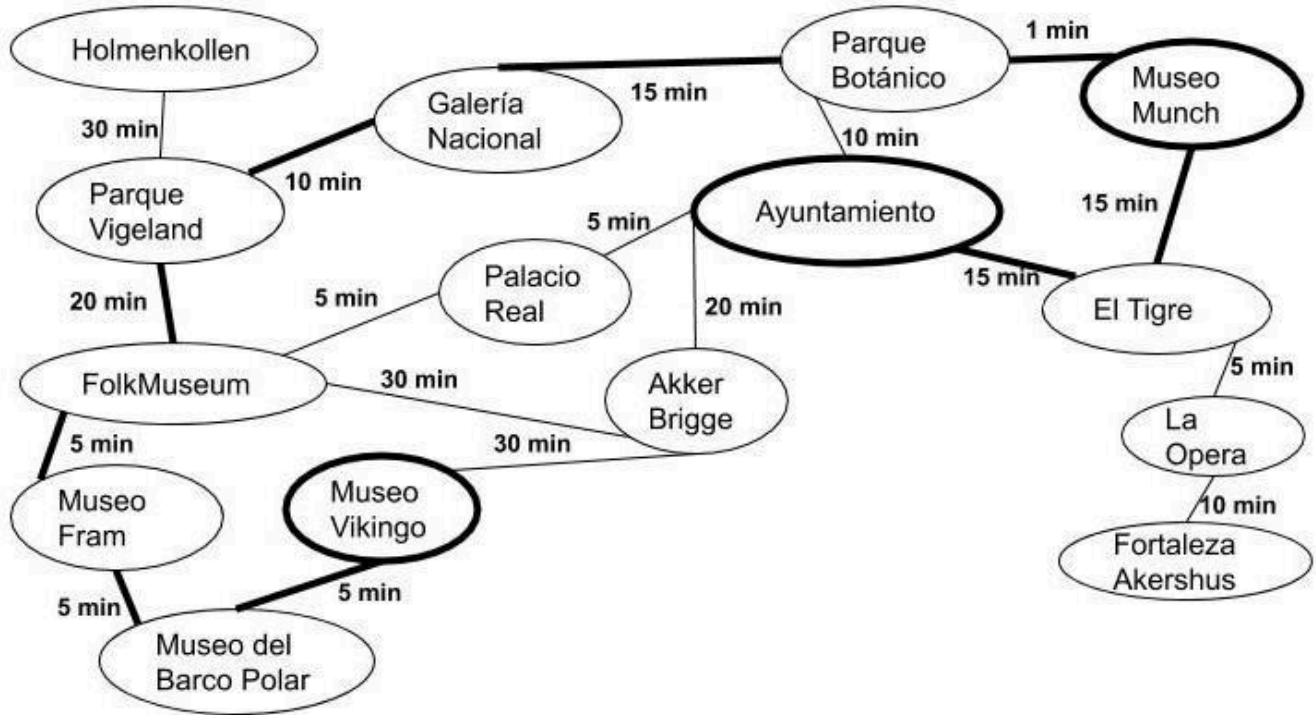 Holmenkollen
30 min
Parque
Vigeland
10 min
Galería
Nacional
15 min
Parque
Botánico
1 min
Museo
Munch
10 min
15 min
Ayuntamiento
5 min
15 min
Palacio
Real
20 min
El Tigre
20 min
5 min
FolkMuseum
30 min
Akker
Brigge
5 min
La
Opera
5 min
30 min
Museo
Fram
Museo
Vikingo
10 min
Fortaleza
Akershus
5 min
5 min
Museo del
Barco Polar